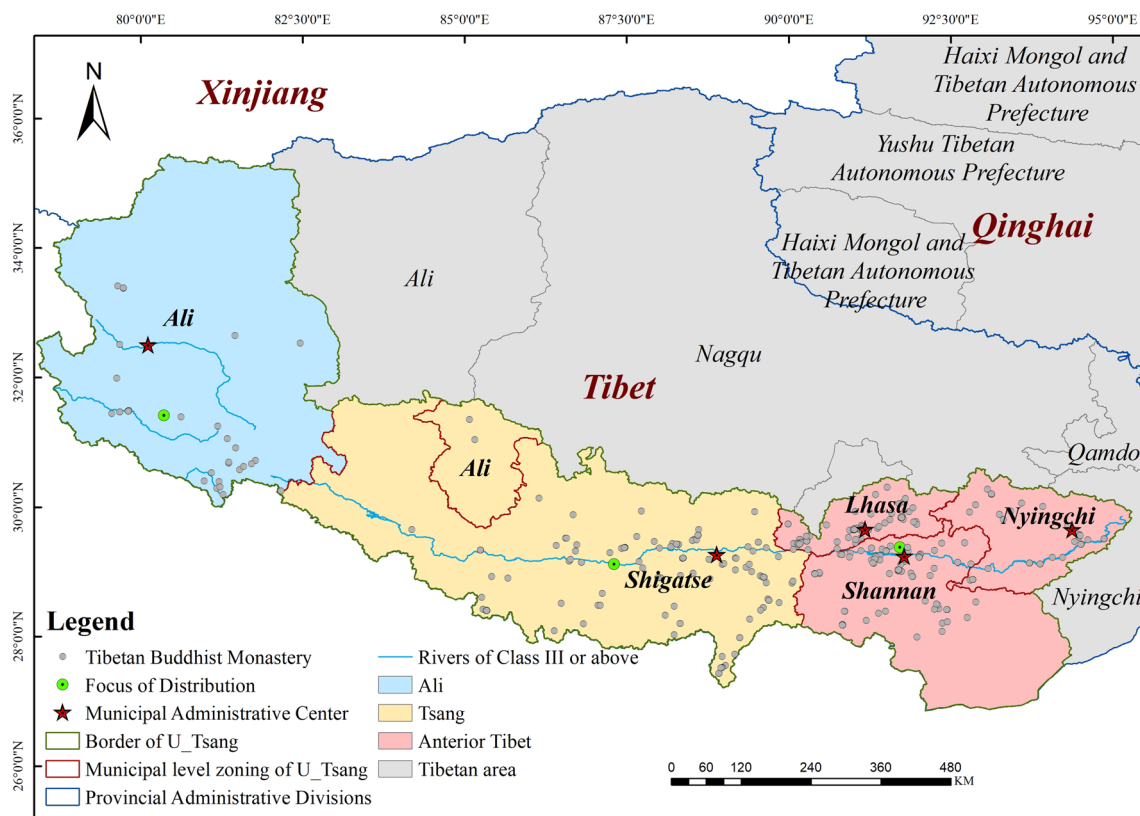 80°0'0"E 82°30'0"E 85°0'0"E 87°30'0"E 90°0'0"E 92°30'0"E 95°0'0"E
36°0'0"N
34°0'0"N
32°0'0"N
30°0'0"N
28°0'0"N
26°0'0"N
N
Xinjiang
Haixi Mongol and
Tibetan Autonomous
Prefecture
Yushu Tibetan
Autonomous Prefecture
Qinghai
Haixi Mongol and
Tibetan Autonomous
Prefecture
Ali
Ali
Nagqu
Tibet
Qamdo
Ali
Lhasa
Nyingchi
Shigatse
Shannan
Nyingchi
Legend
Tibetan Buddhist Monastery
Focus of Distribution
Municipal Administrative Center
Border of U_Tsang
Municipal level zoning of U_Tsang
Provincial Administrative Divisions
Rivers of Class III or above
Ali
Tsang
Anterior Tibet
Tibetan area
0 60 120 240 360 480
KM